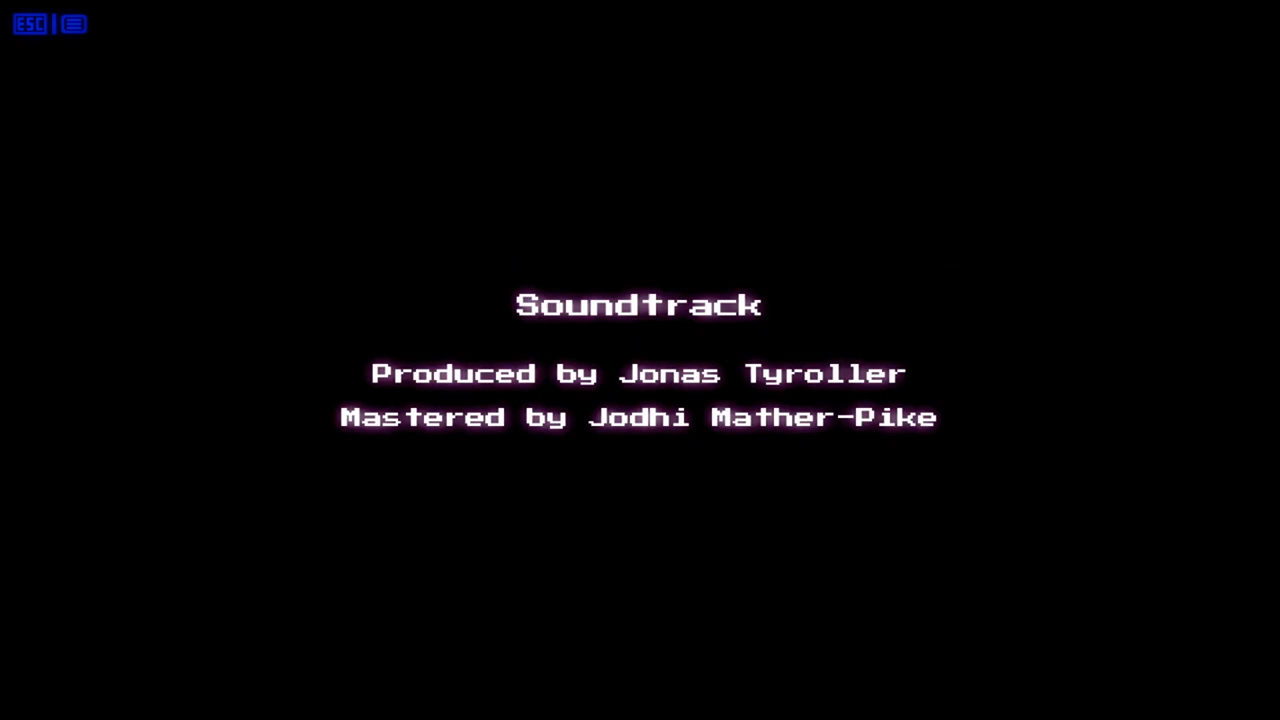 ESC
Soundtrack
Produced by Jonas Tyroller
Mastered by Jodhi Mather-Pike